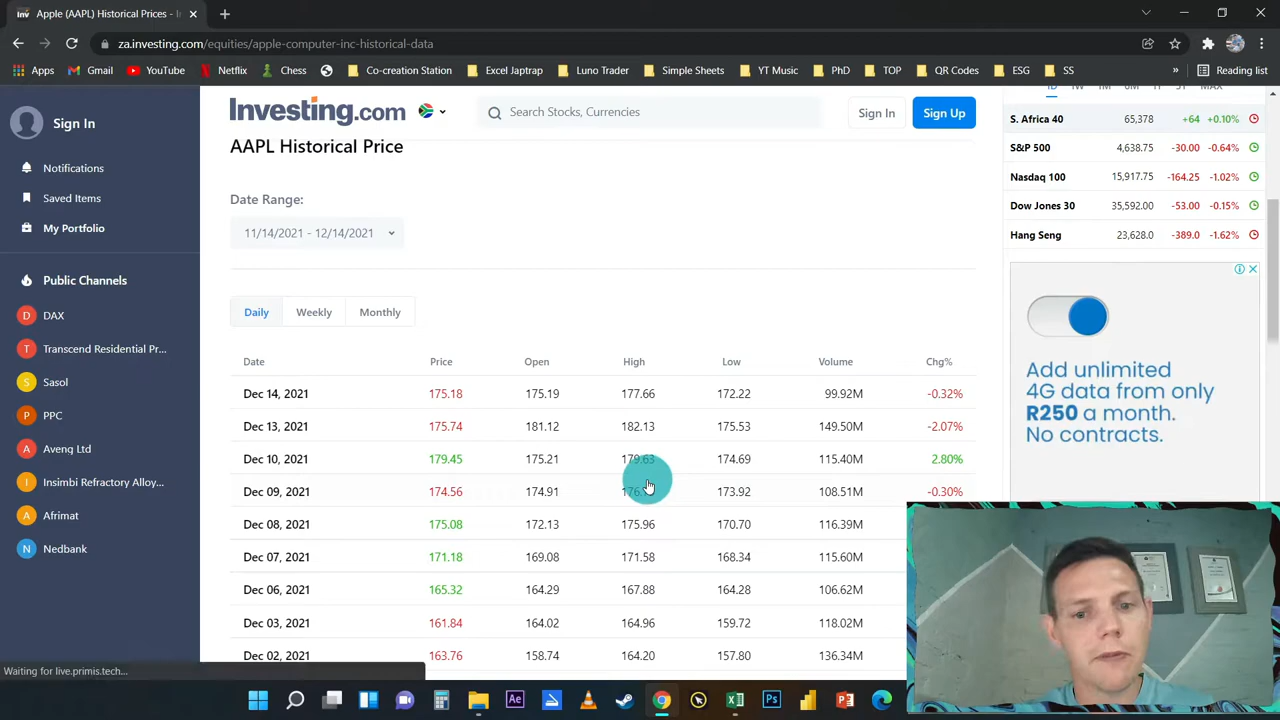 Apple (AAPL) Historical Prices - I
za.investing.com/equities/apple-computer-inc-historical-data
Apps Gmail YouTube Netflix Chess Co-creation Station Excel Japtrap Luno Trader Simple Sheets YT Music PhD TOP QR Codes ESG SS » Reading list
Sign In
Notifications
Saved Items
My Portfolio
Public Channels
D DAX
T Transcend Residential Pr...
S Sasol
P PPC
A Aveng Ltd
I Insimbi Refractory Alloy...
A Afrimat
N Nedbank
Investing.com
Search Stocks, Currencies
Sign In Sign Up
AAPL Historical Price
Date Range:
11/14/2021 - 12/14/2021
Daily Weekly Monthly
Date Price Open High Low Volume Chg%
Dec 14, 2021 175.18 175.19 177.66 172.22 99.92M -0.32%
Dec 13, 2021 175.74 181.12 182.13 175.53 149.50M -2.07%
Dec 10, 2021 179.45 175.21 179.63 174.69 115.40M 2.80%
Dec 09, 2021 174.56 174.91 173.92 108.51M -0.30%
Dec 08, 2021 175.08 172.13 175.96 170.70 116.39M
Dec 07, 2021 171.18 169.08 171.58 168.34 115.60M
Dec 06, 2021 165.32 164.29 167.88 164.28 106.62M
Dec 03, 2021 161.84 164.02 164.96 159.72 118.02M
Dec 02, 2021 163.76 158.74 164.20 157.80 136.34M
S. Africa 40 65,378 +64 +0.10%
S&P 500 4,638.75 -30.00 -0.64%
Nasdaq 100 15,917.75 -164.25 -1.02%
Dow Jones 30 35,592.00 -53.00 -0.15%
Hang Seng 23,628.0 -389.0 -1.62%
Add unlimited
4G data from only
R250 a month.
No contracts.
Waiting for live.primis.tech...